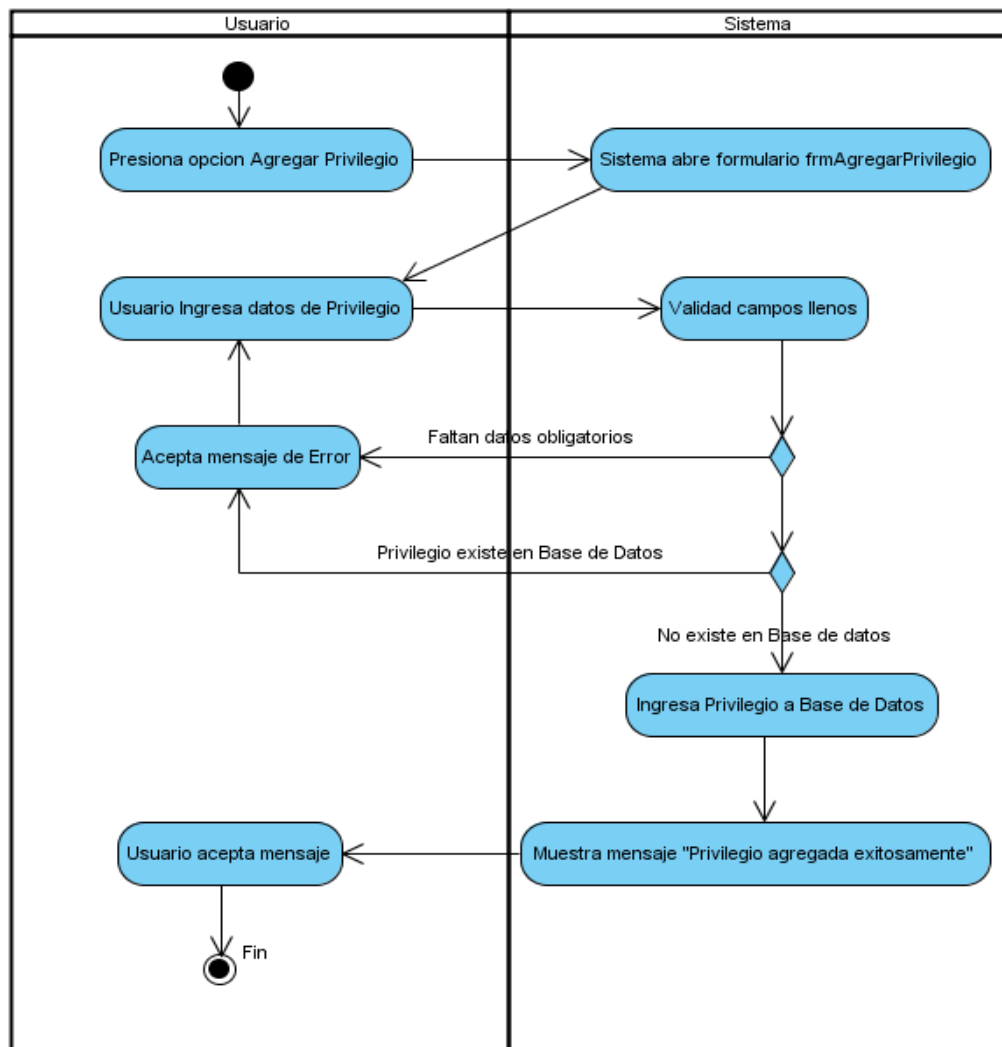 Usuario
Sistema
Presiona opcion Agregar Privilegio
Sistema abre formulario frmAgregarPrivilegio
Usuario Ingresa datos de Privilegio
Validad campos llenos
Faltan datos obligatorios
Acepta mensaje de Error
Privilegio existe en Base de Datos
No existe en Base de datos
Ingresa Privilegio a Base de Datos
Usuario acepta mensaje
Muestra mensaje "Privilegio agregada exitosamente"
Fin